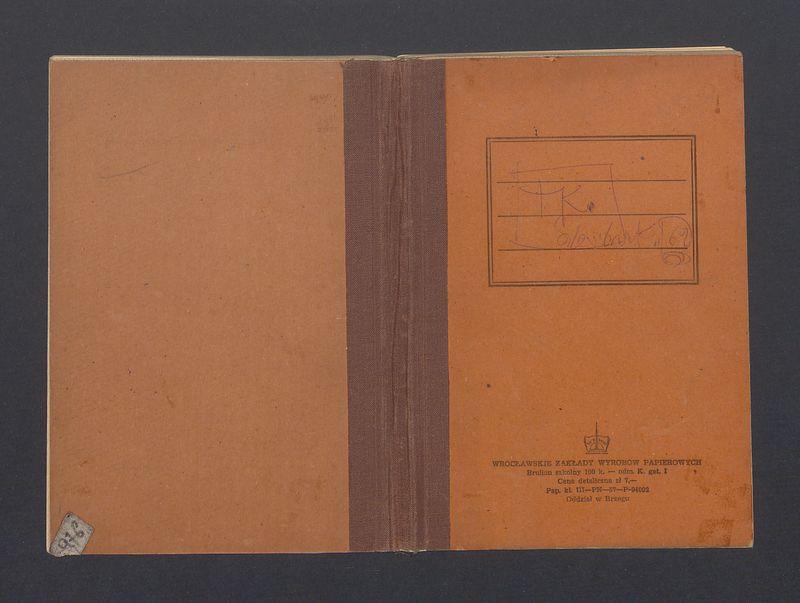 TK.
WROCŁAWSKIE ZAKŁADY WYROBÓW PAPIEROWYCH
Brulion szkolny 100 k. — odm. K. gat. I
Cena detaliczna zł 7,—
Pap. kl. III—PN—57—P-94002
Oddział w Brzegu